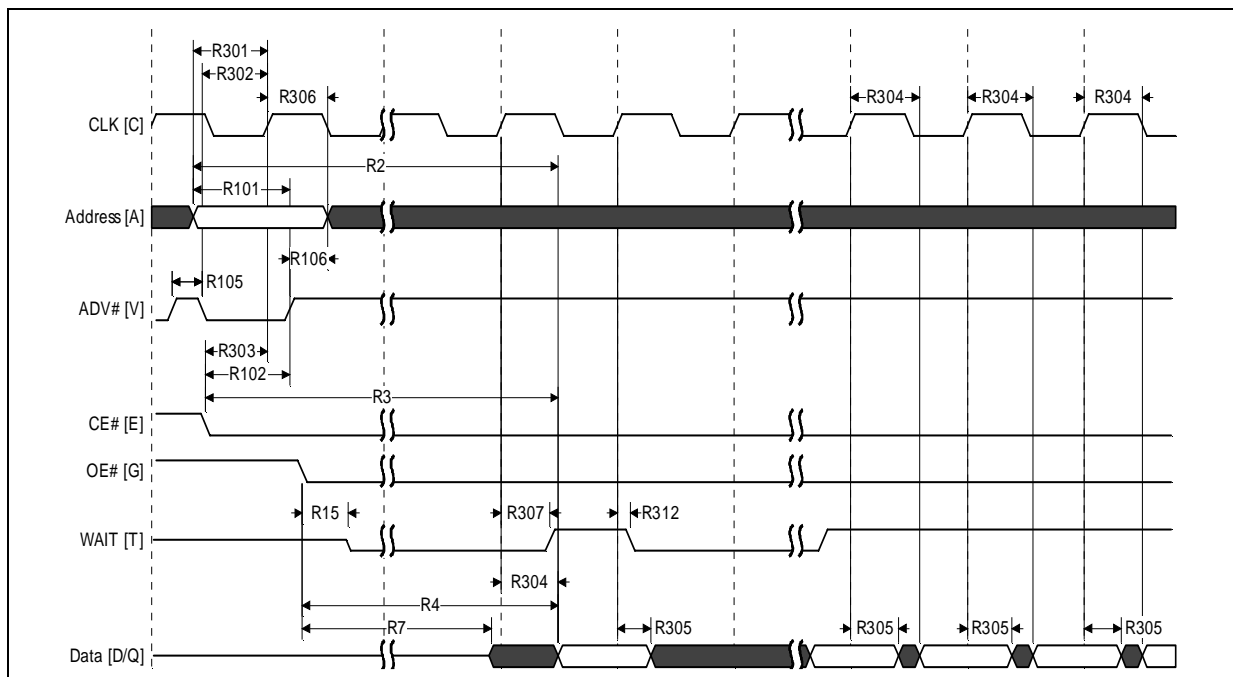 R301
R302
R306
R304
R304
R304
CLK [C]
R2
R101
Address [A]
R106
R105
ADV# [V]
R303
R102
R3
CE# [E]
OE# [G]
R15
R307
R312
WAIT [T]
R304
R4
R7
R305
R305
R305
R305
Data [D/Q]